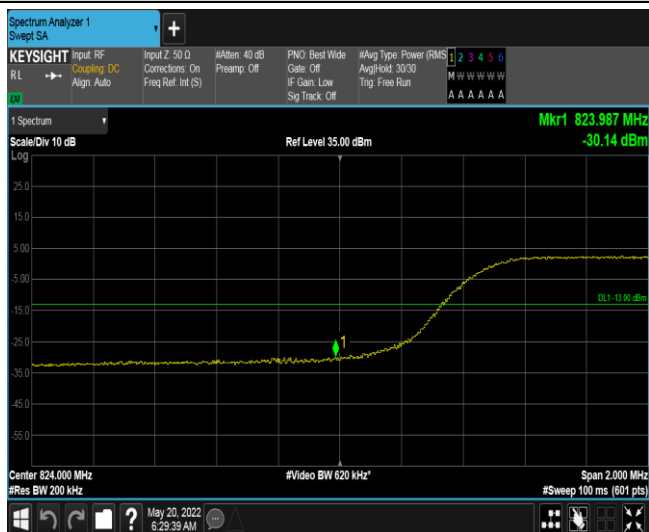 Spectrum Analyzer 1
Swept SA
+
KEYSIGHT
RL
LXI
Input: RF
Coupling: DC
Align: Auto
Input Z: 50 Ω
Corrections: On
Freq Ref: Int (S)
#Atten: 40 dB
Preamp: Off
PNO: Best Wide
Gate: Off
IF Gain: Low
Sig Track: Off
#Avg Type: Power (RMS
Avg|Hold: 30/30
Trig: Free Run
1 2 3 4 5 6
M W W W W W
A A A A A A
1 Spectrum
Mkr1 823.987 MHz
Scale/Div 10 dB
Ref Level 35.00 dBm
-30.14 dBm
Log
25.0
15.0
5.00
-5.00
DL1 -13.00 dBm
-15.0
1
-25.0
-35.0
-45.0
-55.0
Center 824.000 MHz
#Video BW 620 kHz*
Span 2.000 MHz
#Res BW 200 kHz
#Sweep 100 ms (601 pts)
?
May 20, 2022
6:29:39 AM